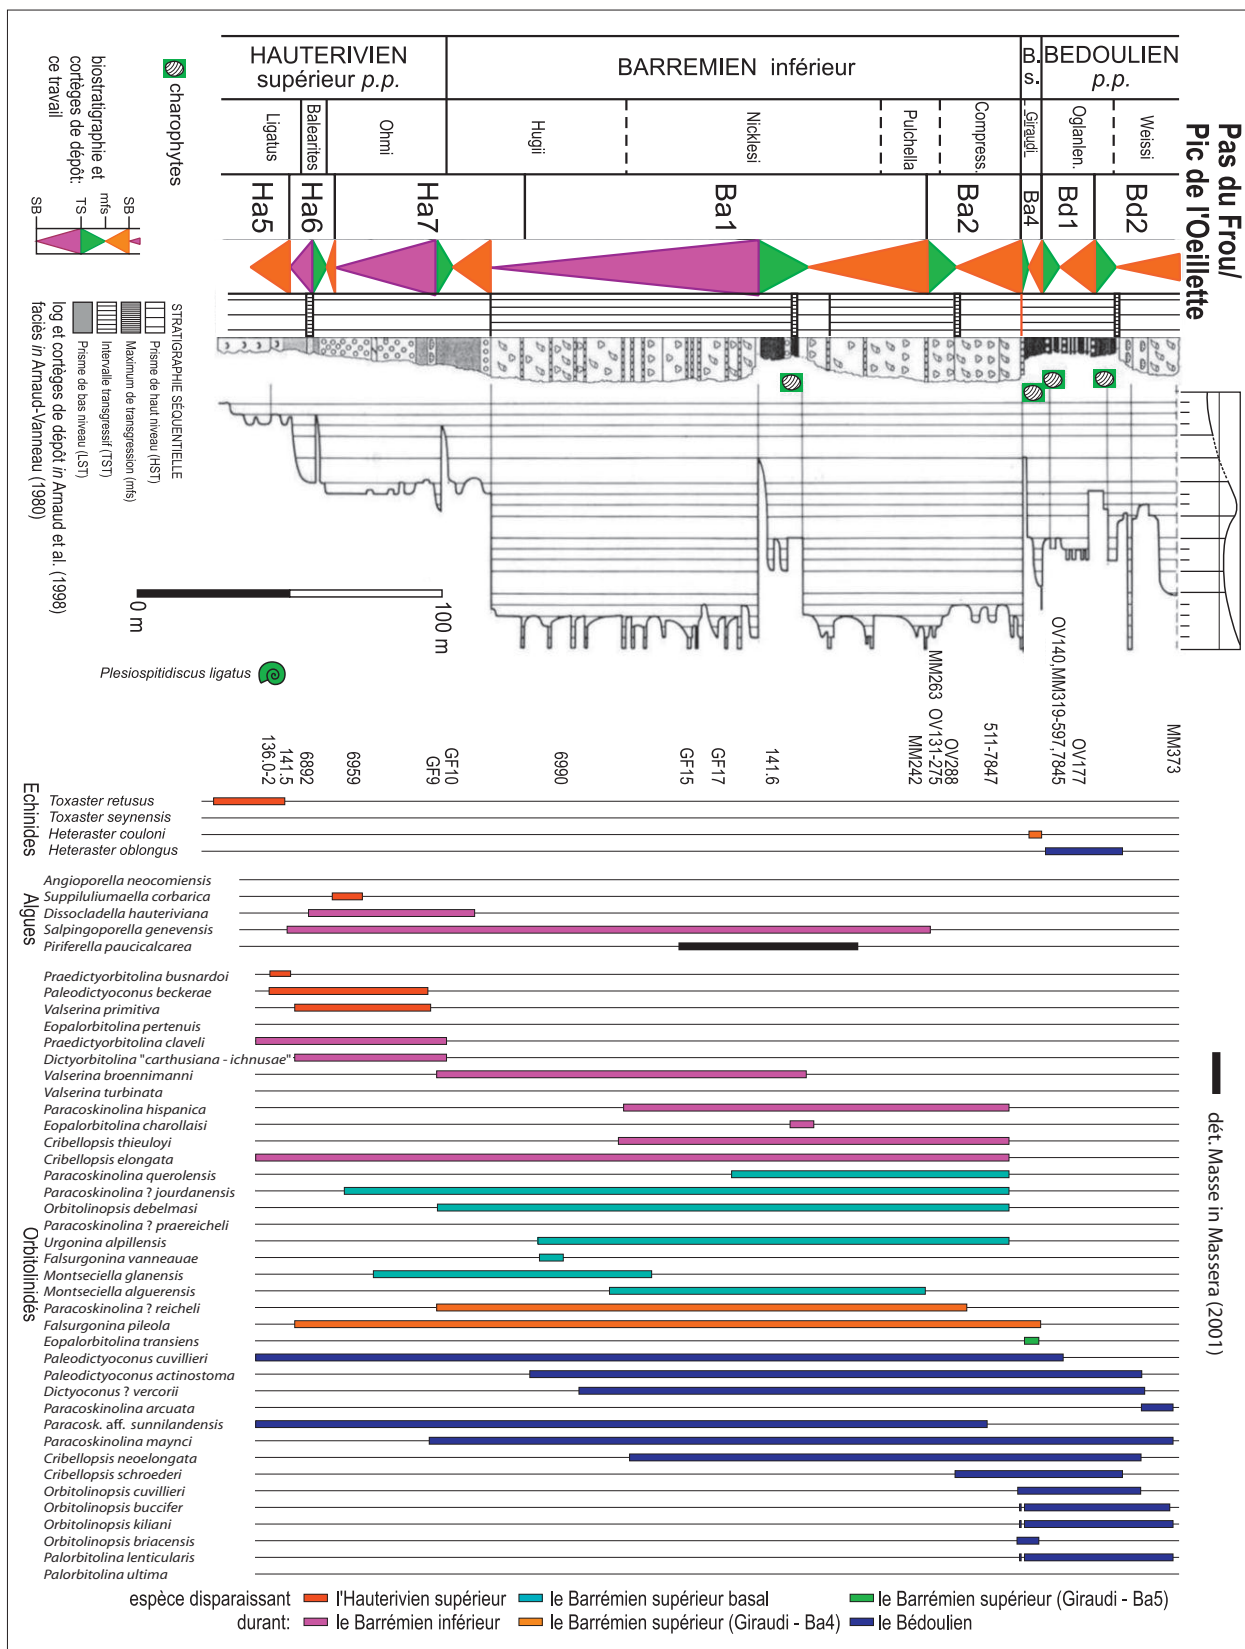 Pas du Frou/
Pic de l'Oeillette
HAUTERIVIEN
supérieur p.p.
BARREMIEN inférieur
B.
s.
BEDOULIEN
p.p.
Ligatus
Balearites
Ohmi
Hugii
Nicklesi
Pulchella
Compress.
Giraudi
Oglanlen.
Weissi
Ha5
Ha6
Ha7
Ba1
Ba2
Ba4
Bd1
Bd2
charophytes
biostratigraphie et
cortèges de dépôt:
ce travail
SB
TS
mfs
SB
STRATIGRAPHIE SÉQUENTIELLE
Prisme de haut niveau (HST)
Maximum de transgression (mfs)
Intervalle transgressif (TST)
Prisme de bas niveau (LST)
log et cortèges de dépôt in Arnaud et al. (1998)
faciès in Arnaud-Vanneau (1980)
0 m
100 m
Plesiospitidiscus ligatus
136.0-2
141.5
6892
6959
GF9
GF10
6990
GF15
GF17
141.6
MM242
MM263 OV131-275
OV288
511-7847
OV140,MM319-597,7845
OV177
MM373
Echinides
Toxaster retusus
Toxaster seynensis
Heteraster couloni
Heteraster oblongus
Algues
Angioporella neocomiensis
Suppiluliumaella corbarica
Dissocladella hauteriviana
Salpingoporella genevensis
Piriferella paucicalcarea
Orbitolinidés
Praedictyorbitolina busnardoi
Paleodictyoconus beckerae
Valserina primitiva
Eopalorbitolina pertenuis
Praedictyorbitolina claveli
Dictyorbitolina "carthusiana - ichnusae"
Valserina broennimanni
Valserina turbinata
Paracoskinolina hispanica
Eopalorbitolina charollaisi
Cribellopsis thieuloyi
Cribellopsis elongata
Paracoskinolina querolensis
Paracoskinolina ? jourdanensis
Orbitolinopsis debelmasi
Paracoskinolina ? praereicheli
Urgonina alpillensis
Falsurgonina vanneauae
Montseciella glanensis
Montseciella alguerensis
Paracoskinolina ? reicheli
Falsurgonina pileola
Eopalorbitolina transiens
Paleodictyoconus cuvillieri
Paleodictyoconus actinostoma
Dictyoconus ? vercorii
Paracoskinolina arcuata
Paracosk. aff. sunnilandensis
Paracoskinolina maynci
Cribellopsis neoelongata
Cribellopsis schroederi
Orbitolinopsis cuvillieri
Orbitolinopsis buccifer
Orbitolinopsis kiliani
Orbitolinopsis briacensis
Palorbitolina lenticularis
Palorbitolina ultima
dét. Masse in Massera (2001)
espèce disparaissant
durant:
l'Hauterivien supérieur
le Barrémien inférieur
le Barrémien supérieur basal
le Barrémien supérieur (Giraudi - Ba4)
le Barrémien supérieur (Giraudi - Ba5)
le Bédoulien